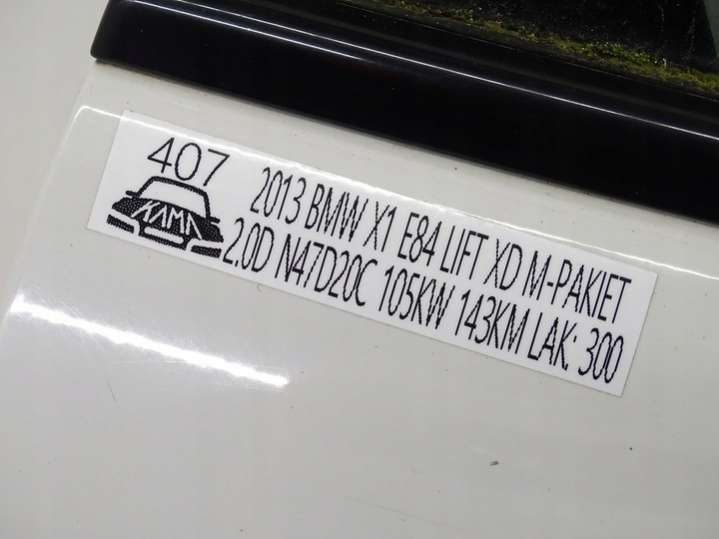 407
KAMA
2013 BMW X1 E84 LIFT XD M-PAKIET
2.0D N47D20C 105KW 143KM LAK: 300